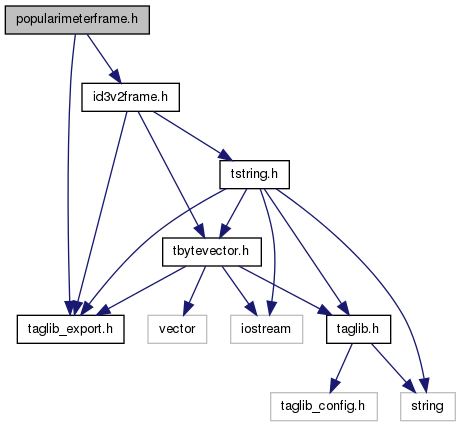 popularimeterframe.h
id3v2frame.h
tstring.h
tbytevector.h
taglib_export.h
vector
iostream
taglib.h
taglib_config.h
string